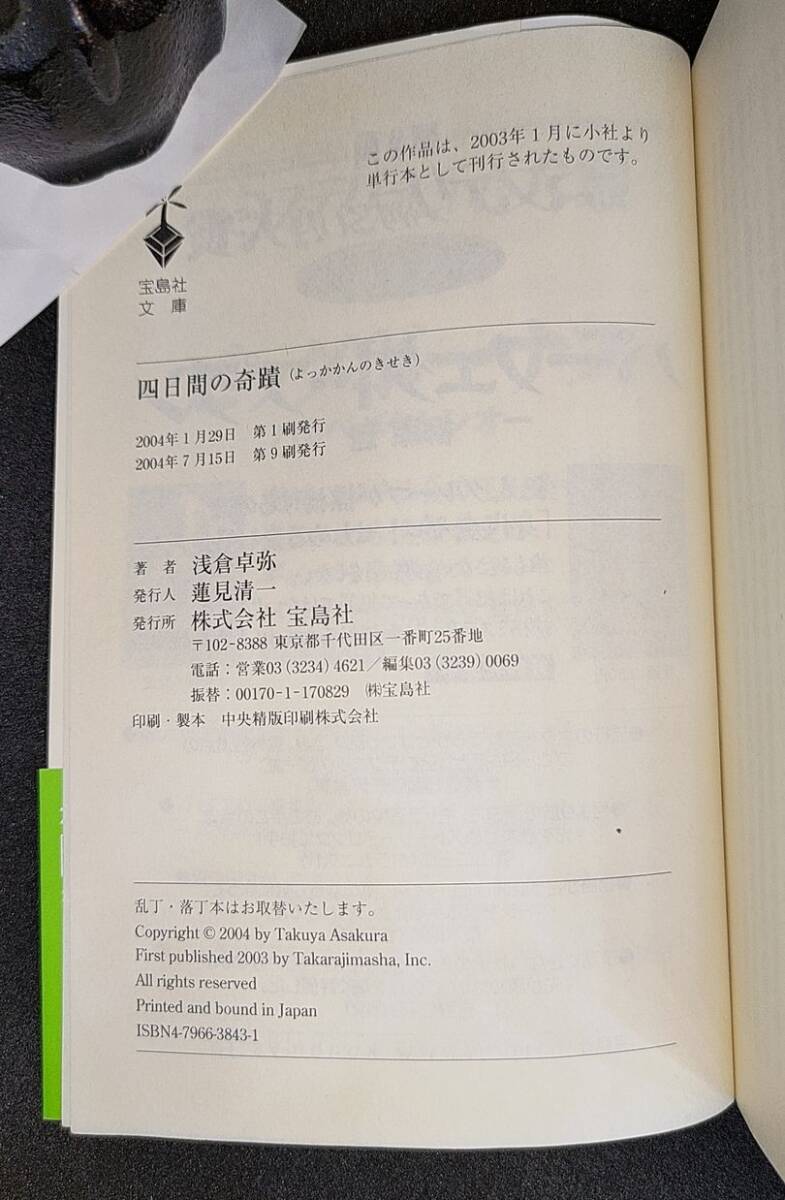 この作品は、2003年1月に小社より
単行本として刊行されたものです。
宝島社
文庫
四日間の奇蹟 (よっかかんのきせき)
2004年1月29日 第1刷発行
2004年7月15日 第9刷発行
著者 浅倉卓弥
発行人 蓮見清一
発行所 株式会社 宝島社
〒102-8388 東京都千代田区一番町25番地
電話：営業03(3234)4621／編集03(3239)0069
振替：00170-1-170829 ㈱宝島社
印刷・製本 中央精版印刷株式会社
乱丁・落丁本はお取替いたします。
Copyright © 2004 by Takuya Asakura
First published 2003 by Takarajimasha, Inc.
All rights reserved
Printed and bound in Japan
ISBN4-7966-3843-1